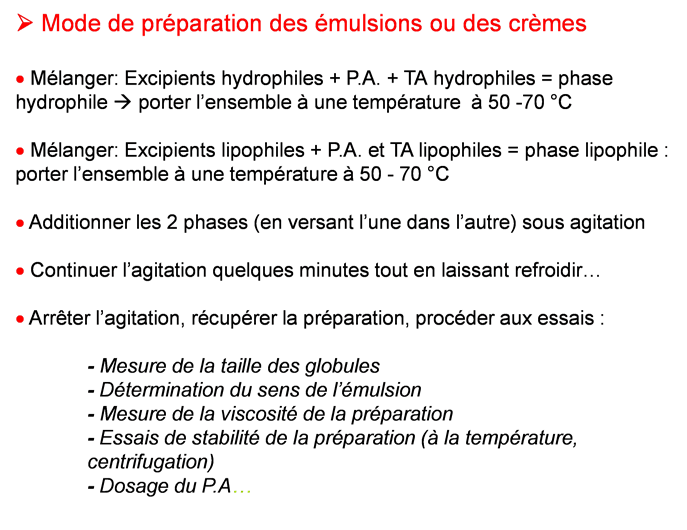 ➢ Mode de préparation des émulsions ou des crèmes
• Mélanger: Excipients hydrophiles + P.A. + TA hydrophiles = phase
hydrophile → porter l’ensemble à une température  à 50 -70 °C
• Mélanger: Excipients lipophiles + P.A. et TA lipophiles = phase lipophile :
porter l’ensemble à une température à 50 - 70 °C
• Additionner les 2 phases (en versant l’une dans l’autre) sous agitation
• Continuer l’agitation quelques minutes tout en laissant refroidir…
• Arrêter l’agitation, récupérer la préparation, procéder aux essais :
- Mesure de la taille des globules
- Détermination du sens de l’émulsion
- Mesure de la viscosité de la préparation
- Essais de stabilité de la préparation (à la température,
centrifugation)
- Dosage du P.A…